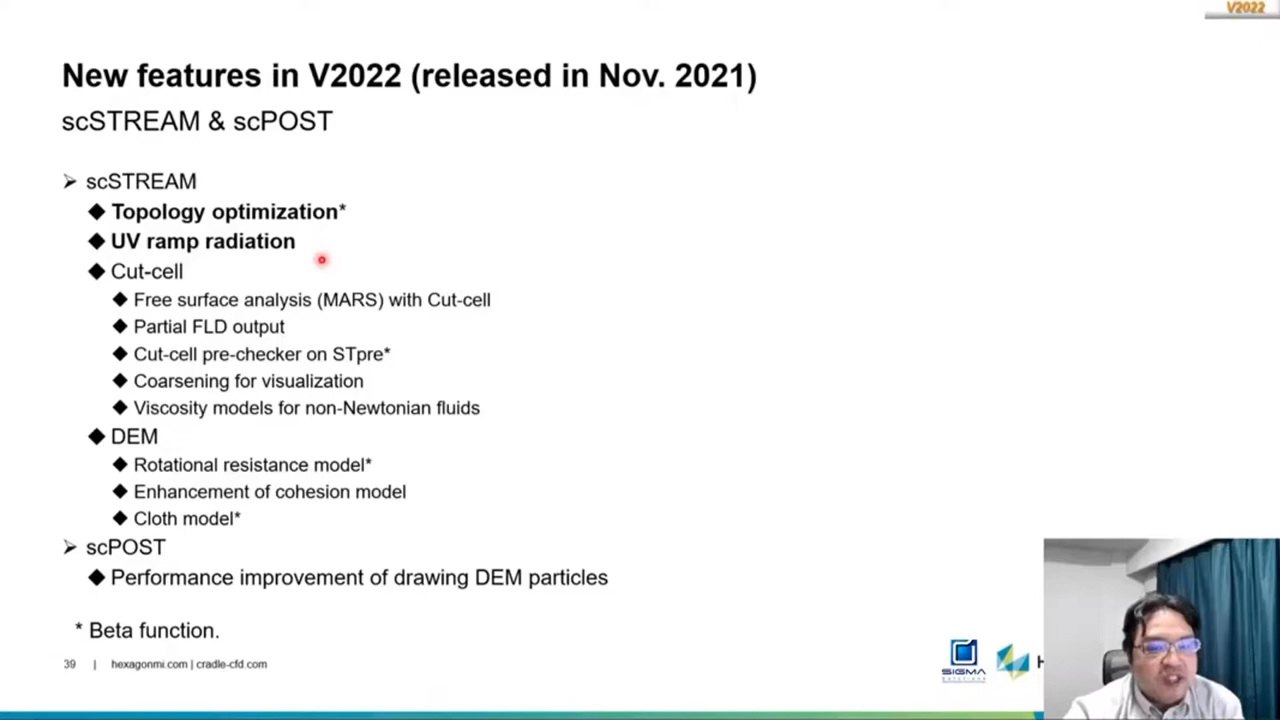 V2022
New features in V2022 (released in Nov. 2021)
scSTREAM & scPOST
scSTREAM
Topology optimization*
UV ramp radiation
Cut-cell
Free surface analysis (MARS) with Cut-cell
Partial FLD output
Cut-cell pre-checker on STpre*
Coarsening for visualization
Viscosity models for non-Newtonian fluids
DEM
Rotational resistance model*
Enhancement of cohesion model
Cloth model*
scPOST
Performance improvement of drawing DEM particles
* Beta function.
39 | hexagonmi.com | cradle-cfd.com
SIGMA
Solutions
H